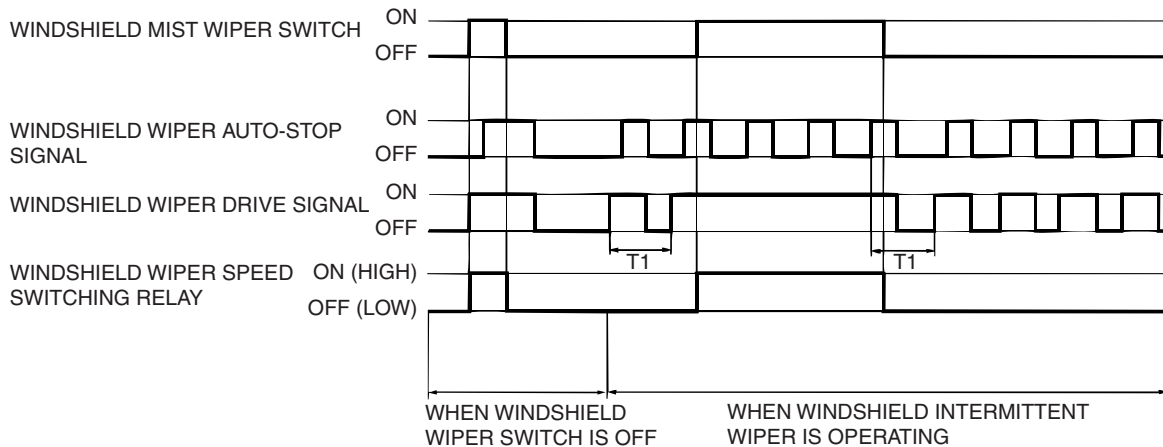 WINDSHIELD MIST WIPER SWITCH
ON
OFF
WINDSHIELD WIPER AUTO-STOP
SIGNAL
ON
OFF
WINDSHIELD WIPER DRIVE SIGNAL
ON
OFF
T1
T1
WINDSHIELD WIPER SPEED
SWITCHING RELAY
ON (HIGH)
OFF (LOW)
WHEN WINDSHIELD
WIPER SWITCH IS OFF
WHEN WINDSHIELD INTERMITTENT
WIPER IS OPERATING